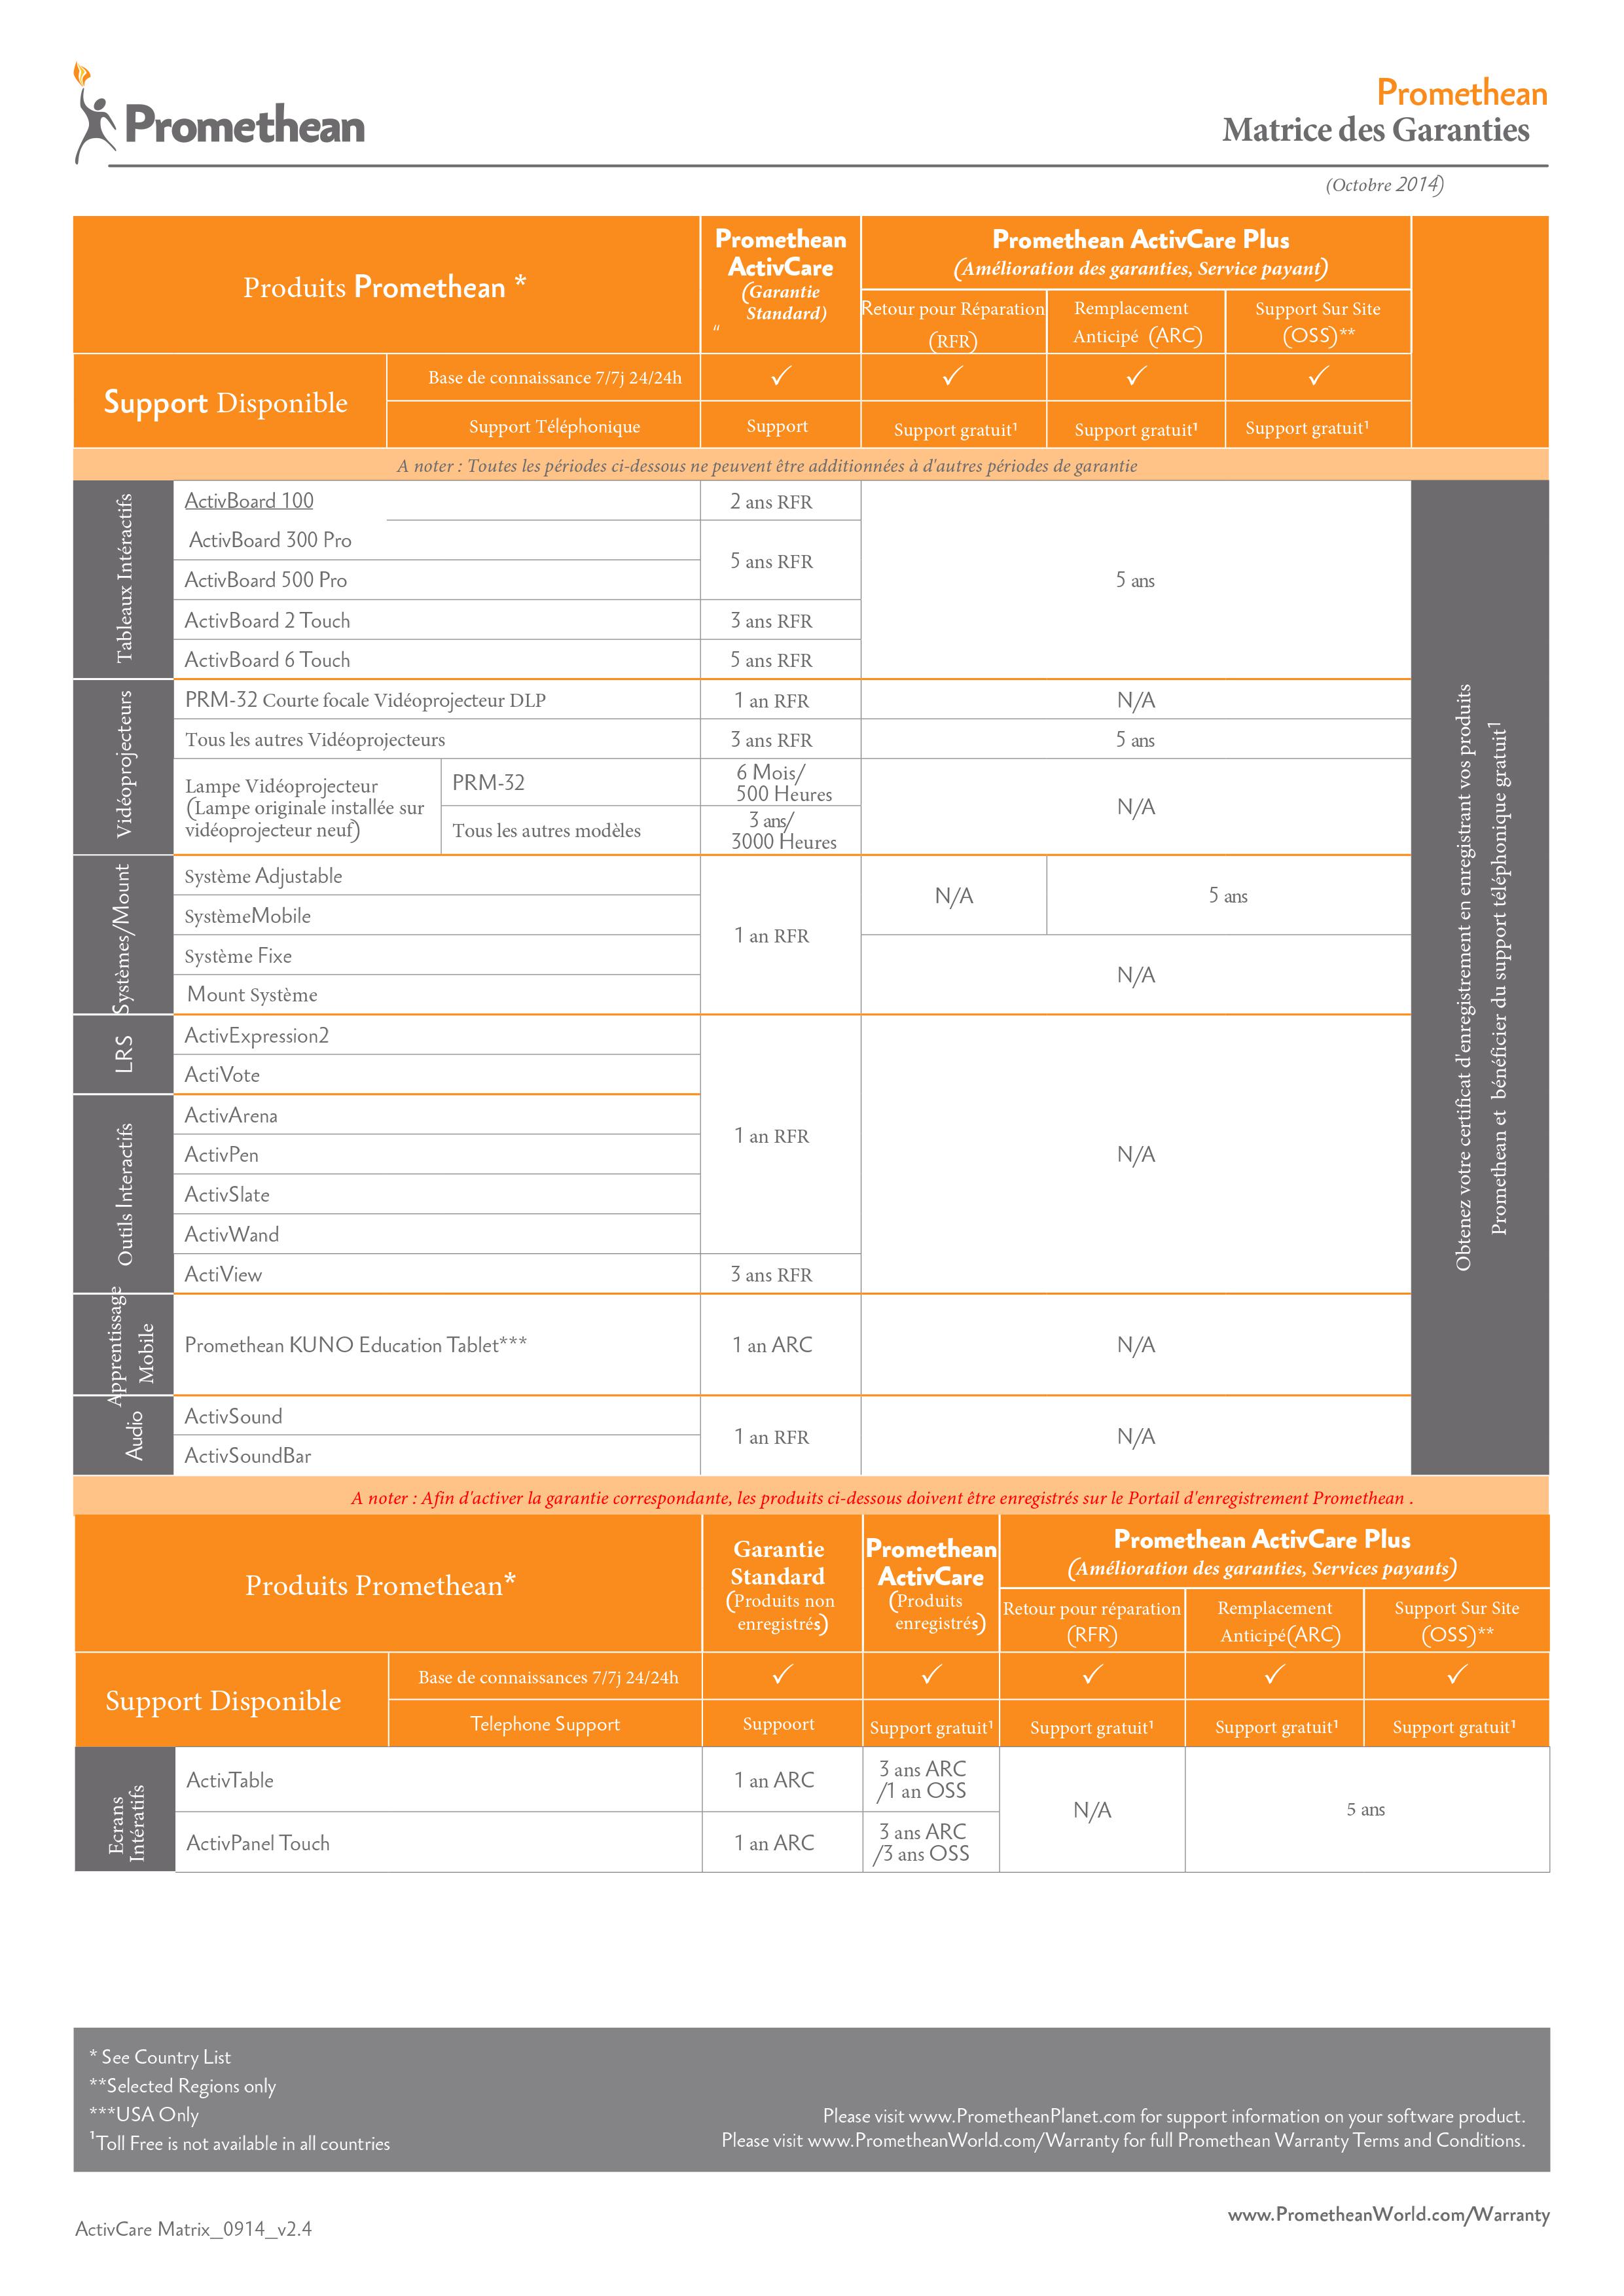 Promethean
Promethean
Matrice des Garanties
(Octobre 2014)
Produits Promethean *
Promethean
ActivCare
(Garantie
Standard)
“
Promethean ActivCare Plus
(Amélioration des garanties, Service payant)
Retour pour Réparation
(RFR)
Remplacement
Anticipé (ARC)
Support Sur Site
(OSS)**
Support Disponible
Base de connaissance 7/7j 24/24h
✓ ✓ ✓ ✓
Support Téléphonique
Support
Support gratuit¹
Support gratuit¹
Support gratuit¹
A noter : Toutes les périodes ci-dessous ne peuvent être additionnées à d'autres périodes de garantie
Tableaux Intéractifs
ActivBoard 100
2 ans RFR
ActivBoard 300 Pro
5 ans RFR
ActivBoard 500 Pro
5 ans
ActivBoard 2 Touch
3 ans RFR
ActivBoard 6 Touch
5 ans RFR
Vidéoprojecteurs
PRM-32 Courte focale Vidéoprojecteur DLP
1 an RFR
N/A
Tous les autres Vidéoprojecteurs
3 ans RFR
5 ans
Lampe Vidéoprojecteur
(Lampe originale installée sur
vidéoprojecteur neuf)
PRM-32
6 Mois/
500 Heures
N/A
Tous les autres modèles
3 ans/
3000 Heures
Systèmes/Mount
Système Adjustable
SystèmeMobile
Système Fixe
Mount Système
1 an RFR
N/A
5 ans
N/A
LRS
ActivExpression2
ActiVote
Outils Interactifs
ActivArena
ActivPen
ActivSlate
ActivWand
1 an RFR
N/A
ActiView
3 ans RFR
Apprentissage
Mobile
Promethean KUNO Education Tablet***
1 an ARC
N/A
Audio
ActivSound
ActivSoundBar
1 an RFR
N/A
Obtenez votre certificat d'enregistrement en enregistrant vos produits
Promethean et bénéficier du support téléphonique gratuit¹
A noter : Afin d'activer la garantie correspondante, les produits ci-dessous doivent être enregistrés sur le Portail d'enregistrement Promethean .
Produits Promethean*
Garantie
Standard
(Produits non
enregistrés)
Promethean
ActivCare
(Produits
enregistrés)
Promethean ActivCare Plus
(Amélioration des garanties, Services payants)
Retour pour réparation
(RFR)
Remplacement
Anticipé(ARC)
Support Sur Site
(OSS)**
Support Disponible
Base de connaissances 7/7j 24/24h
✓ ✓ ✓ ✓ ✓
Telephone Support
Suppoort
Support gratuit¹
Support gratuit¹
Support gratuit¹
Support gratuit¹
Ecrans
Intératifs
ActivTable
1 an ARC
3 ans ARC
/1 an OSS
N/A
5 ans
ActivPanel Touch
1 an ARC
3 ans ARC
/3 ans OSS
* See Country List
**Selected Regions only
***USA Only
¹Toll Free is not available in all countries
Please visit www.PrometheanPlanet.com for support information on your software product.
Please visit www.PrometheanWorld.com/Warranty for full Promethean Warranty Terms and Conditions.
ActivCare Matrix_0914_v2.4
www.PrometheanWorld.com/Warranty